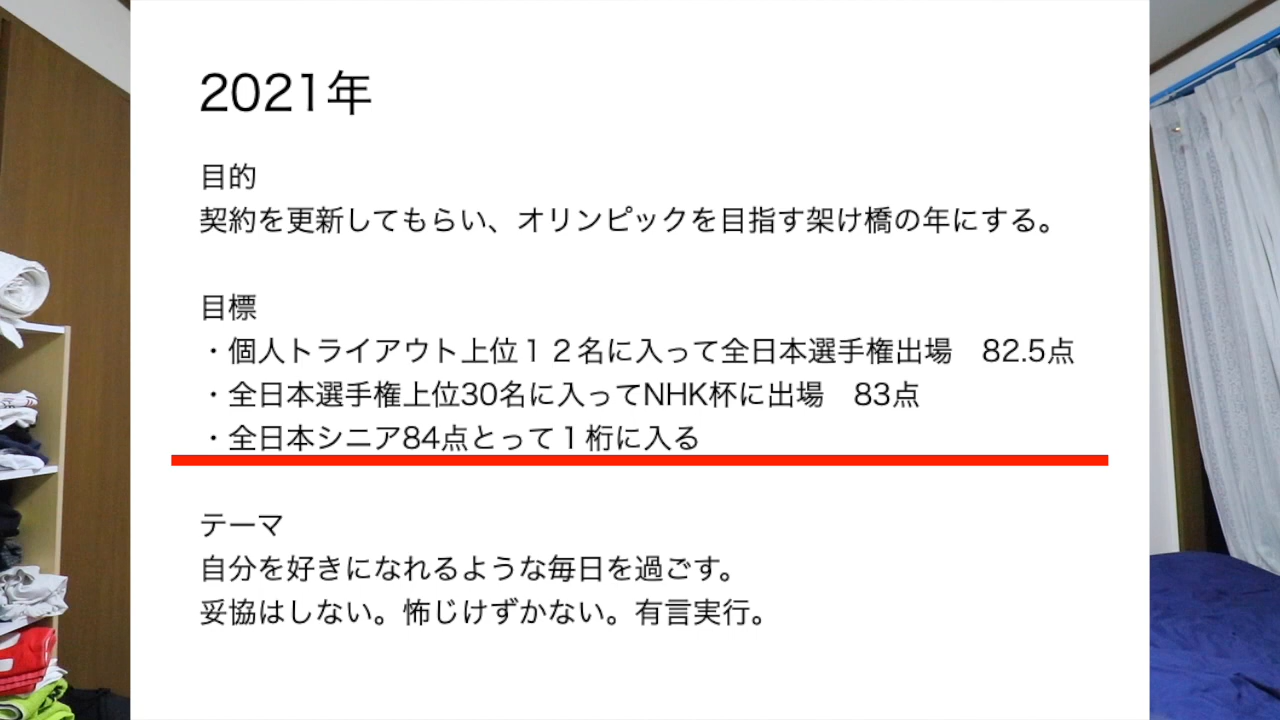 2021年
目的
契約を更新してもらい、オリンピックを目指す架け橋の年にする。
目標
・個人トライアウト上位１２名に入って全日本選手権出場　82.5点
・全日本選手権上位30名に入ってNHK杯に出場　83点
・全日本シニア84点とって１桁に入る
テーマ
自分を好きになれるような毎日を過ごす。
妥協はしない。怖じけずかない。有言実行。